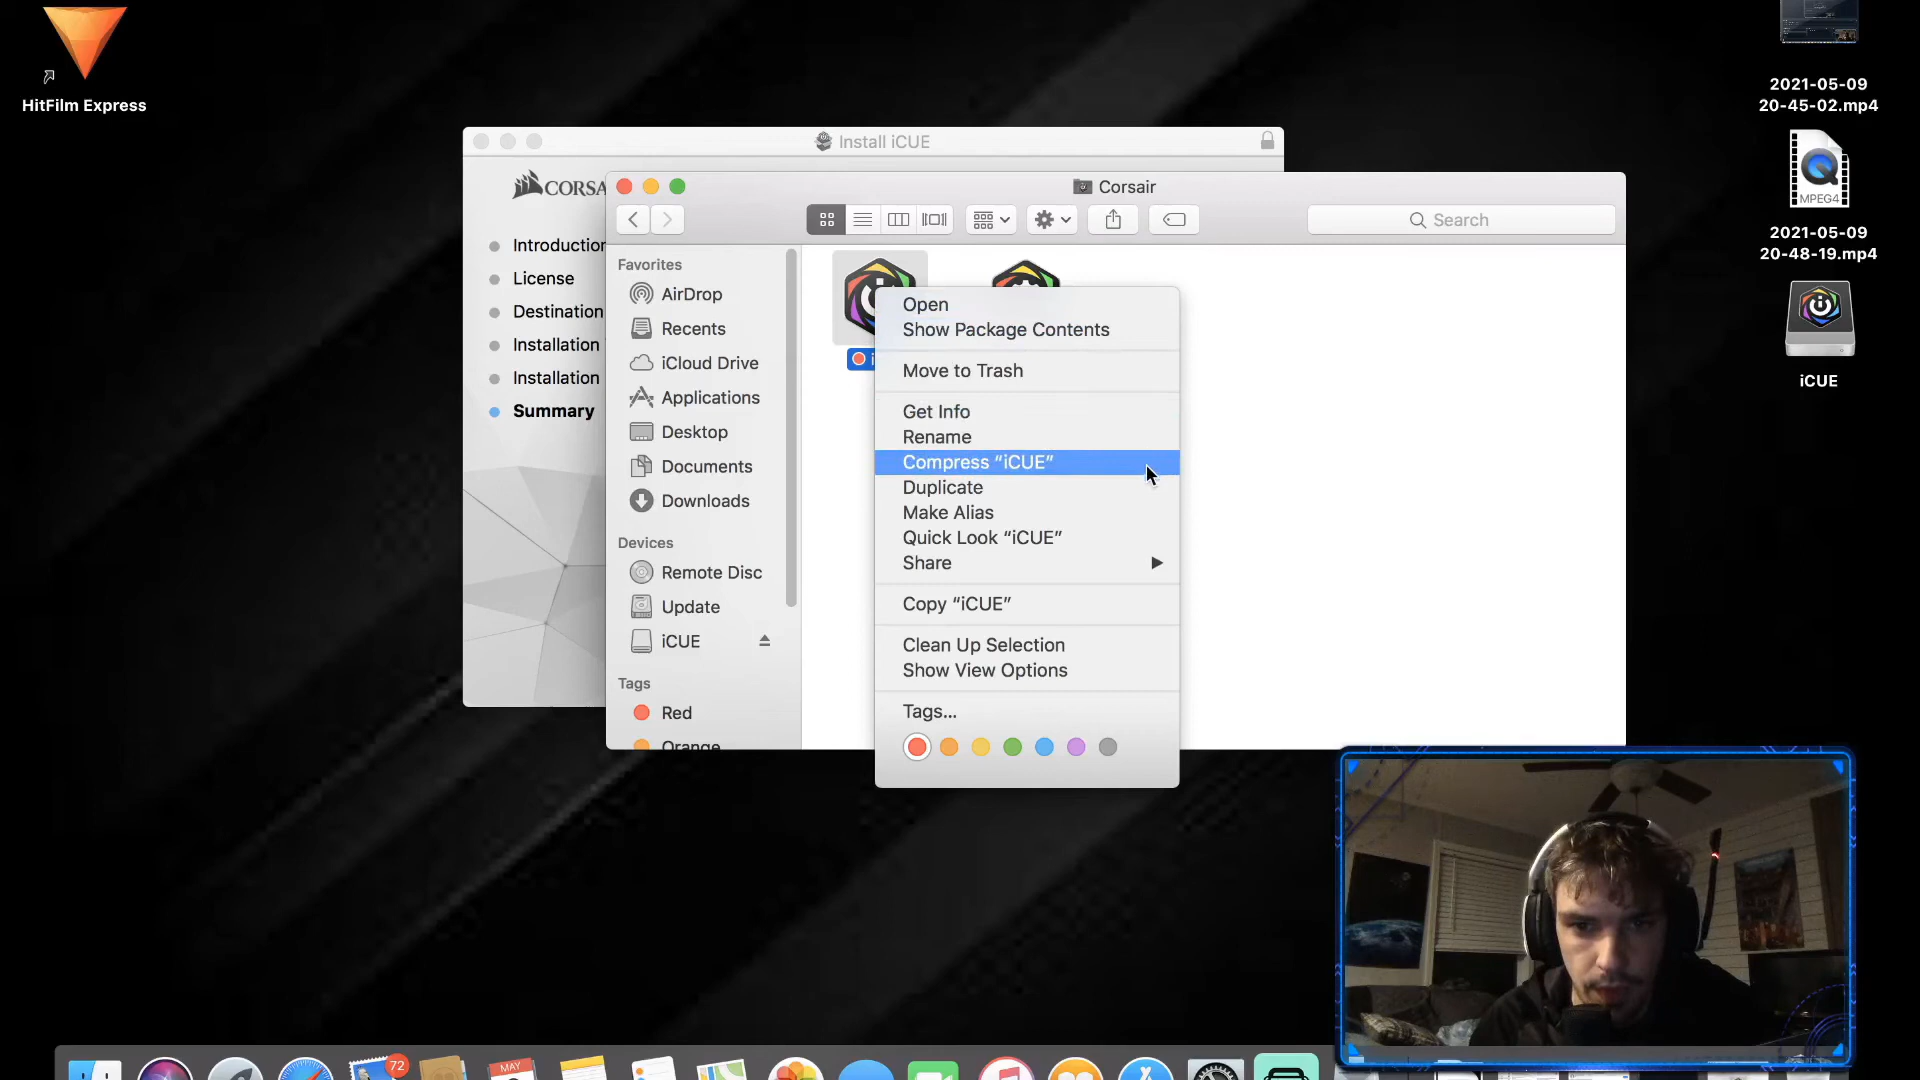 HitFilm Express
2021-05-09
20-45-02.mp4
MPEG4
2021-05-09
20-48-19.mp4
iCUE
Install iCUE
CORSA
Introduction
License
Destination
Installation
Installation
Summary
Corsair
Search
Favorites
AirDrop
Recents
iCloud Drive
Applications
Desktop
Documents
Downloads
Devices
Remote Disc
Update
iCUE
Tags
Red
Orange
Open
Show Package Contents
Move to Trash
Get Info
Rename
Compress “iCUE”
Duplicate
Make Alias
Quick Look “iCUE”
Share
Copy “iCUE”
Clean Up Selection
Show View Options
Tags...
72
MAY